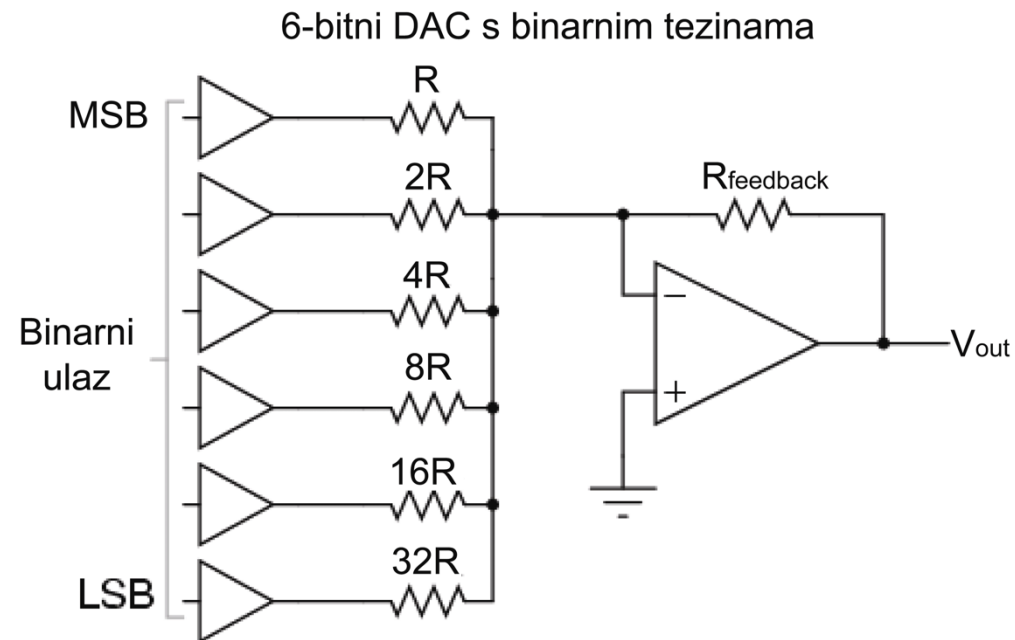 6-bitni DAC s binarnim tezinama
MSB
R
2R
4R
8R
16R
32R
Binarni
ulaz
LSB
Rfeedback
−
+
Vout